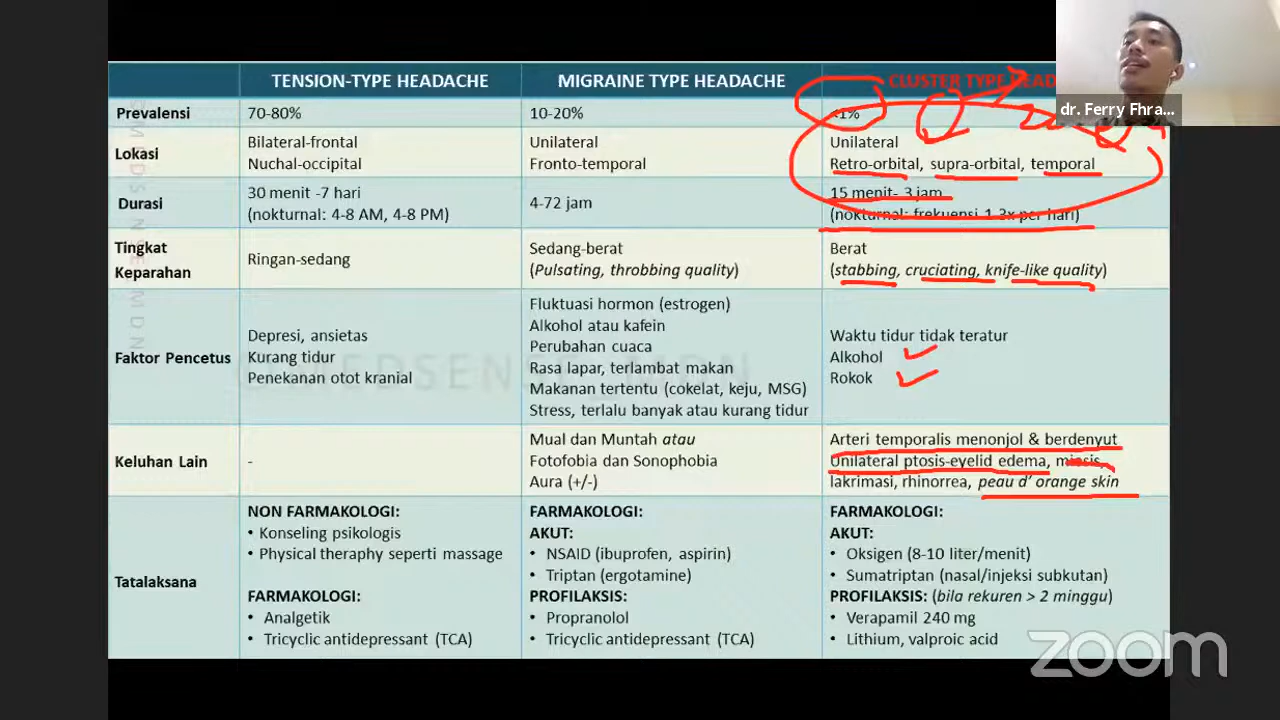 TENSION-TYPE HEADACHE MIGRAINE TYPE HEADACHE CLUSTER TYPE HEAD
dr. Ferry Fhra...
Prevalensi 70-80% 10-20% <1%
Lokasi
Bilateral-frontal
Nuchal-occipital
Unilateral
Fronto-temporal
Unilateral
Retro-orbital, supra-orbital, temporal
Durasi
30 menit -7 hari
(nokturnal: 4-8 AM, 4-8 PM)
4-72 jam
15 menit- 3 jam
(nokturnal: frekuensi 1-3x per hari)
Tingkat
Keparahan
Ringan-sedang
Sedang-berat
(Pulsating, throbbing quality)
Berat
(stabbing, cruciating, knife-like quality)
Faktor Pencetus
Depresi, ansietas
Kurang tidur
Penekanan otot kranial
Fluktuasi hormon (estrogen)
Alkohol atau kafein
Perubahan cuaca
Rasa lapar, terlambat makan
Makanan tertentu (cokelat, keju, MSG)
Stress, terlalu banyak atau kurang tidur
Waktu tidur tidak teratur
Alkohol
Rokok
Keluhan Lain
-
Mual dan Muntah atau
Fotofobia dan Sonophobia
Aura (+/-)
Arteri temporalis menonjol & berdenyut
Unilateral ptosis-eyelid edema, miosis,
lakrimasi, rhinorrea, peau d' orange skin
Tatalaksana
NON FARMAKOLOGI:
• Konseling psikologis
• Physical theraphy seperti massage
FARMAKOLOGI:
• Analgetik
• Tricyclic antidepressant (TCA)
FARMAKOLOGI:
AKUT:
• NSAID (ibuprofen, aspirin)
• Triptan (ergotamine)
PROFILAKSIS:
• Propranolol
• Tricyclic antidepressant (TCA)
FARMAKOLOGI:
AKUT:
• Oksigen (8-10 liter/menit)
• Sumatriptan (nasal/injeksi subkutan)
PROFILAKSIS: (bila rekuren > 2 minggu)
• Verapamil 240 mg
• Lithium, valproic acid
zoom